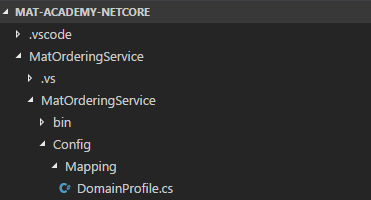 MAT-ACADEMY-NETCORE
.vscode
MatOrderingService
.vs
MatOrderingService
bin
Config
Mapping
C# DomainProfile.cs